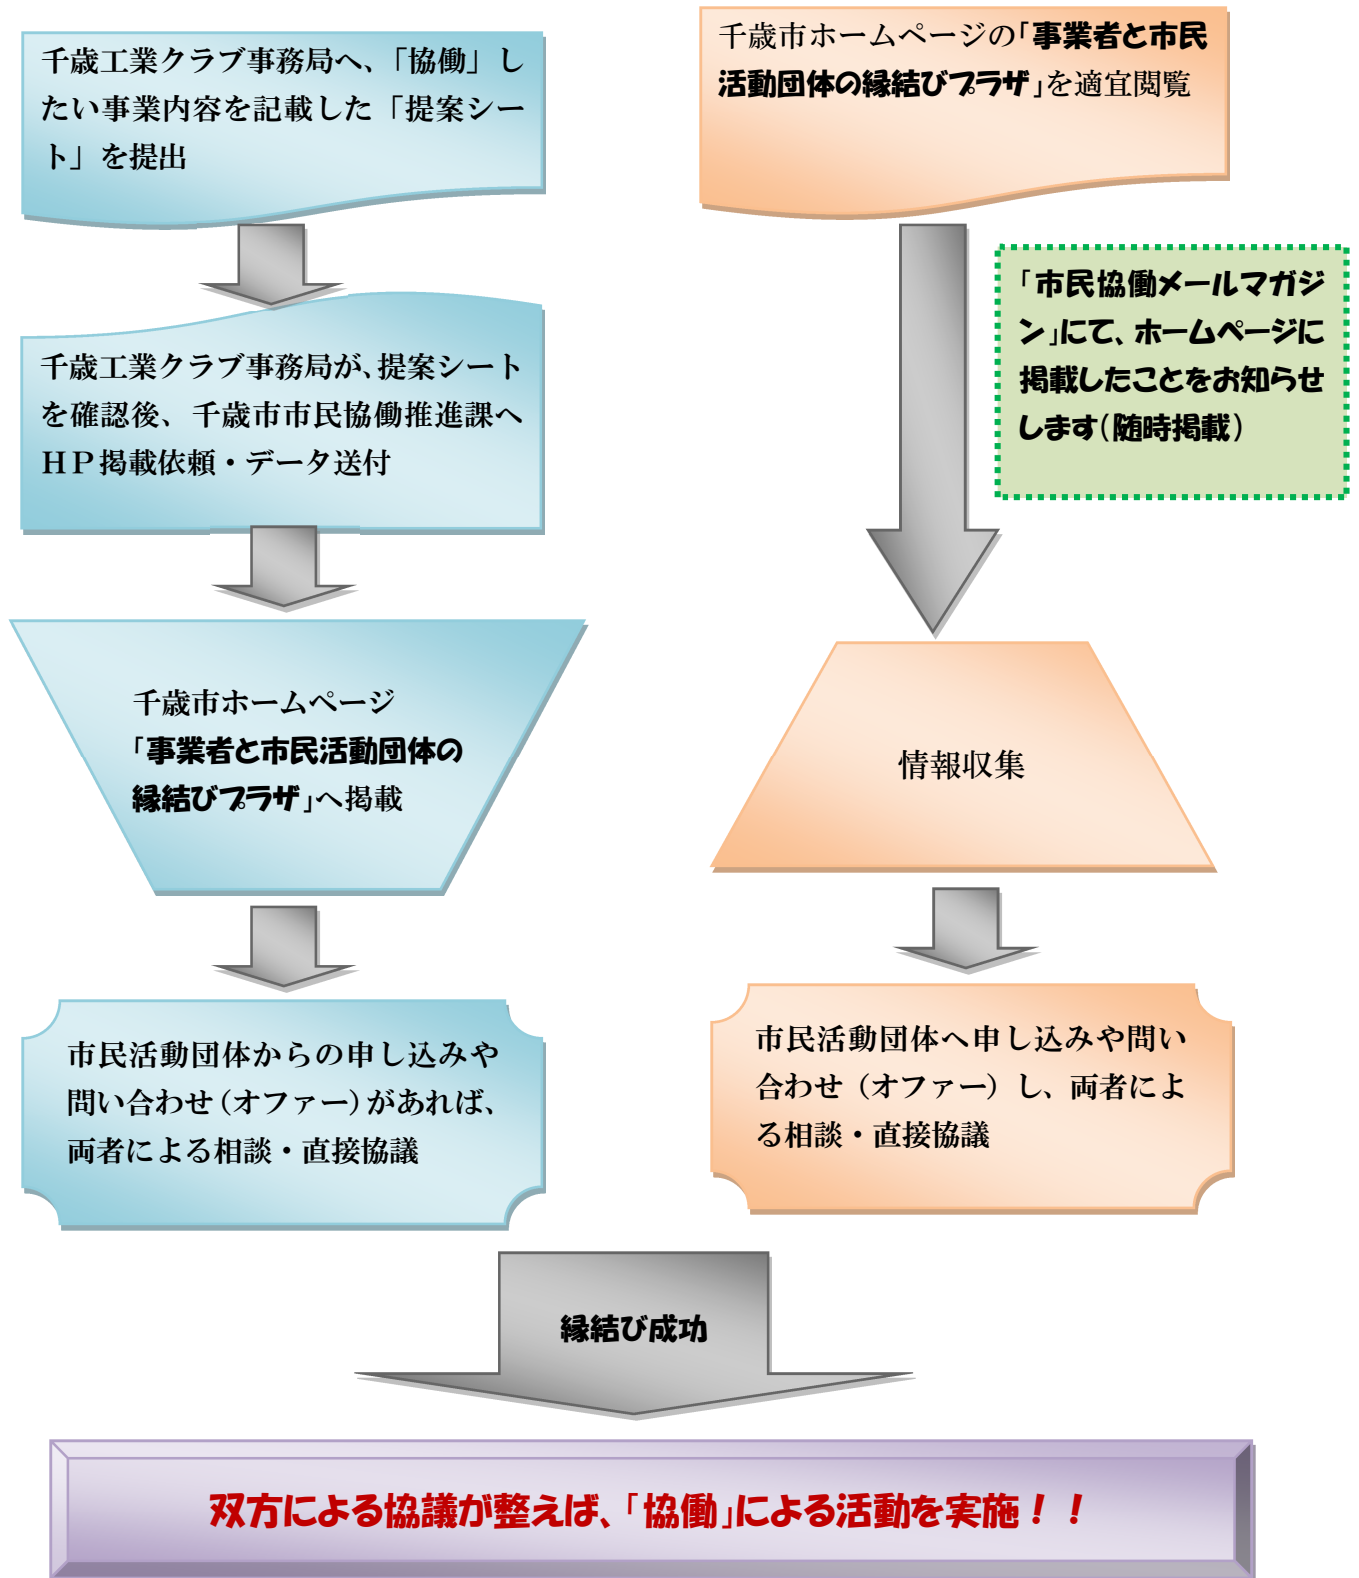 千歳工業クラブ事務局へ、「協働」し
たい事業内容を記載した「提案シー
ト」を提出
千歳工業クラブ事務局が、提案シート
を確認後、千歳市市民協働推進課へ
ＨＰ掲載依頼・データ送付
千歳市ホームページ
「事業者と市民活動団体の
縁結びプラザ」へ掲載
市民活動団体からの申し込みや
問い合わせ（オファー）があれば、
両者による相談・直接協議
千歳市ホームページの「事業者と市民
活動団体の縁結びプラザ」を適宜閲覧
「市民協働メールマガジ
ン」にて、ホームページに
掲載したことをお知らせ
します（随時掲載）
情報収集
市民活動団体へ申し込みや問い
合わせ（オファー）し、両者によ
る相談・直接協議
縁結び成功
双方による協議が整えば、「協働」による活動を実施！！